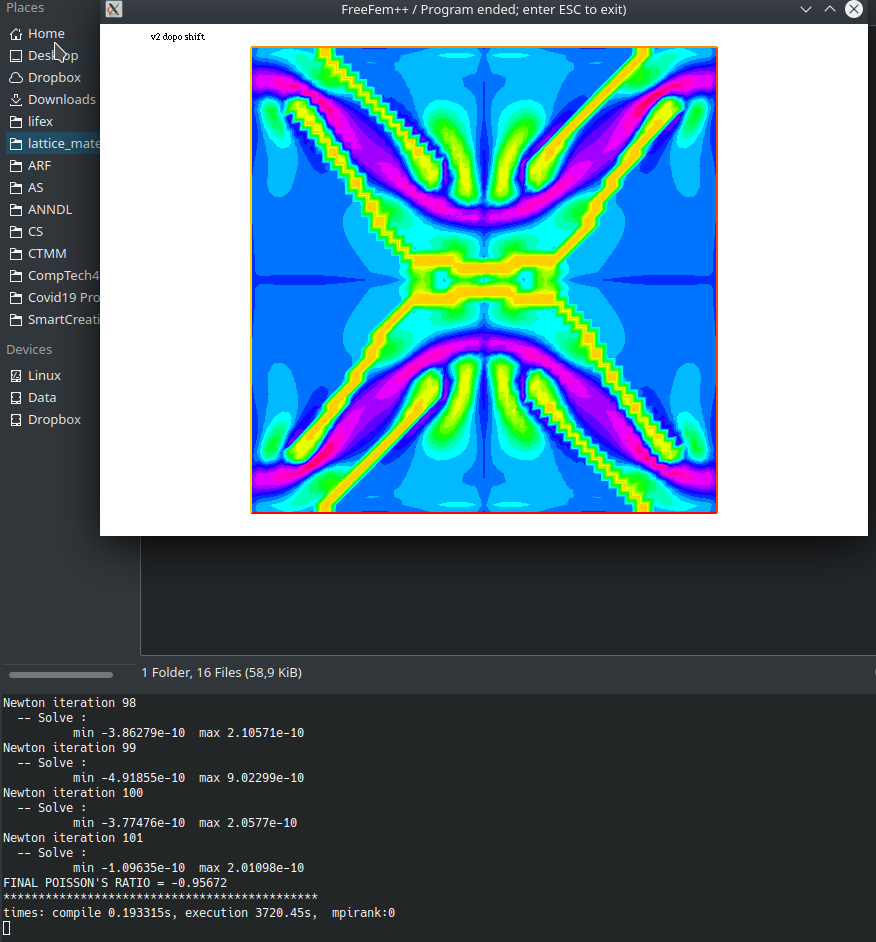 Places
FreeFem++ / Program ended; enter ESC to exit)
Home
v2 dopo shift
Desktop
Dropbox
Downloads
lifex
lattice_mate
ARF
AS
ANNDL
CS
CTMM
CompTech4
Covid19 Pro
SmartCreati
Devices
Linux
Data
Dropbox
1 Folder, 16 Files (58,9 KiB)
Newton iteration 98
-- Solve :
min -3.86279e-10 max 2.10571e-10
Newton iteration 99
-- Solve :
min -4.91855e-10 max 9.02299e-10
Newton iteration 100
-- Solve :
min -3.77476e-10 max 2.0577e-10
Newton iteration 101
-- Solve :
min -1.09635e-10 max 2.01098e-10
FINAL POISSON'S RATIO = -0.95672
*********************************************
times: compile 0.193315s, execution 3720.45s, mpirank:0